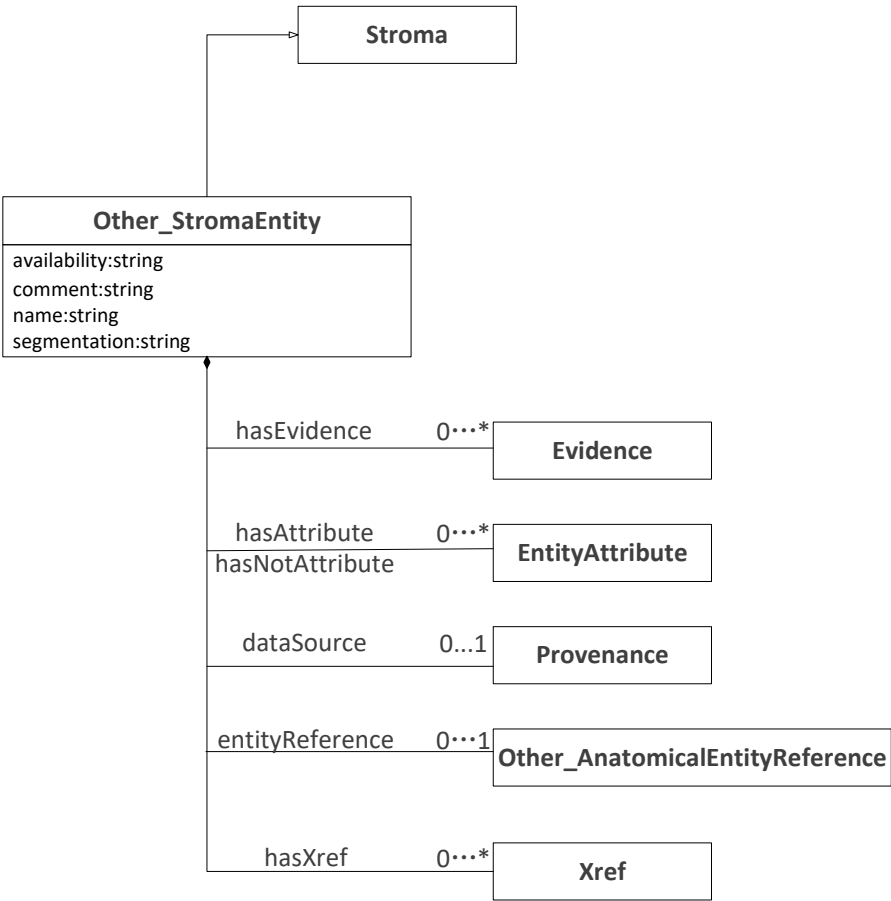 Stroma
Other_StromaEntity
availability:string
comment:string
name:string
segmentation:string
hasEvidence 0⋯*
Evidence
hasAttribute 0⋯*
hasNotAttribute
EntityAttribute
dataSource 0...1
Provenance
entityReference 0⋯1
Other_AnatomicalEntityReference
hasXref 0⋯*
Xref